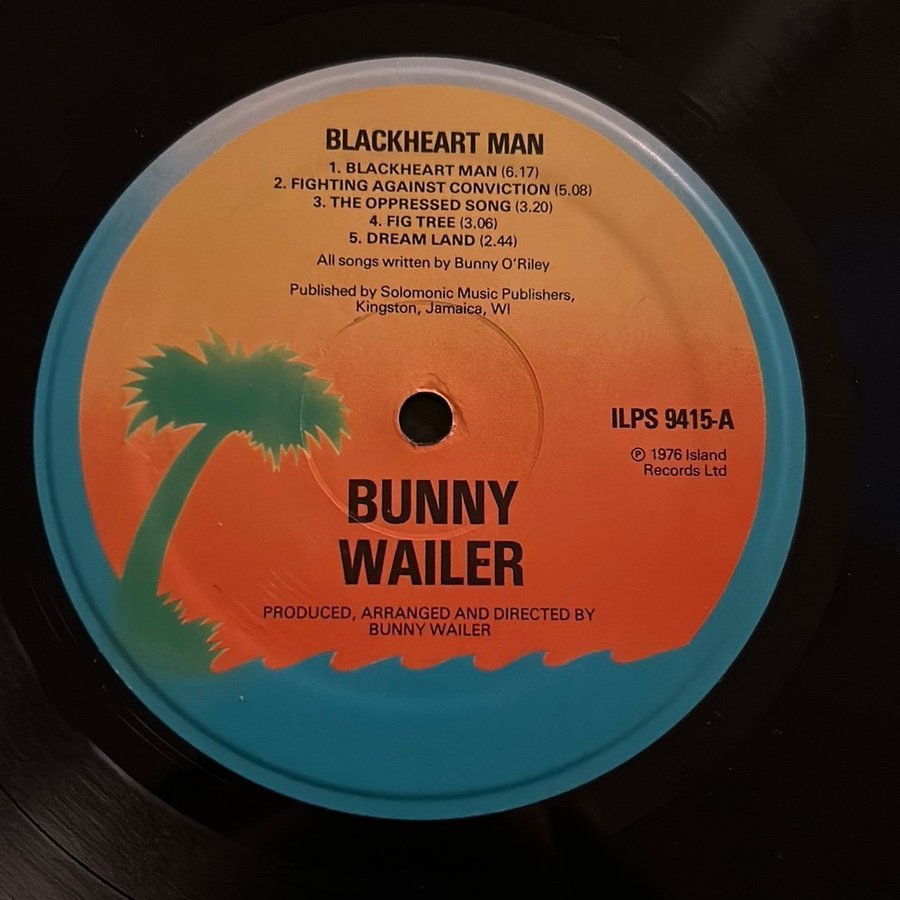 BLACKHEART MAN
1. BLACKHEART MAN (6.17)
2. FIGHTING AGAINST CONVICTION (5.08)
3. THE OPPRESSED SONG (3.20)
4. FIG TREE (3.06)
5. DREAM LAND (2.44)
All songs written by Bunny O'Riley
Published by Solomonic Music Publishers,
Kingston, Jamaica, WI
ILPS 9415-A
℗ 1976 Island
Records Ltd
BUNNY
WAILER
PRODUCED, ARRANGED AND DIRECTED BY
BUNNY WAILER